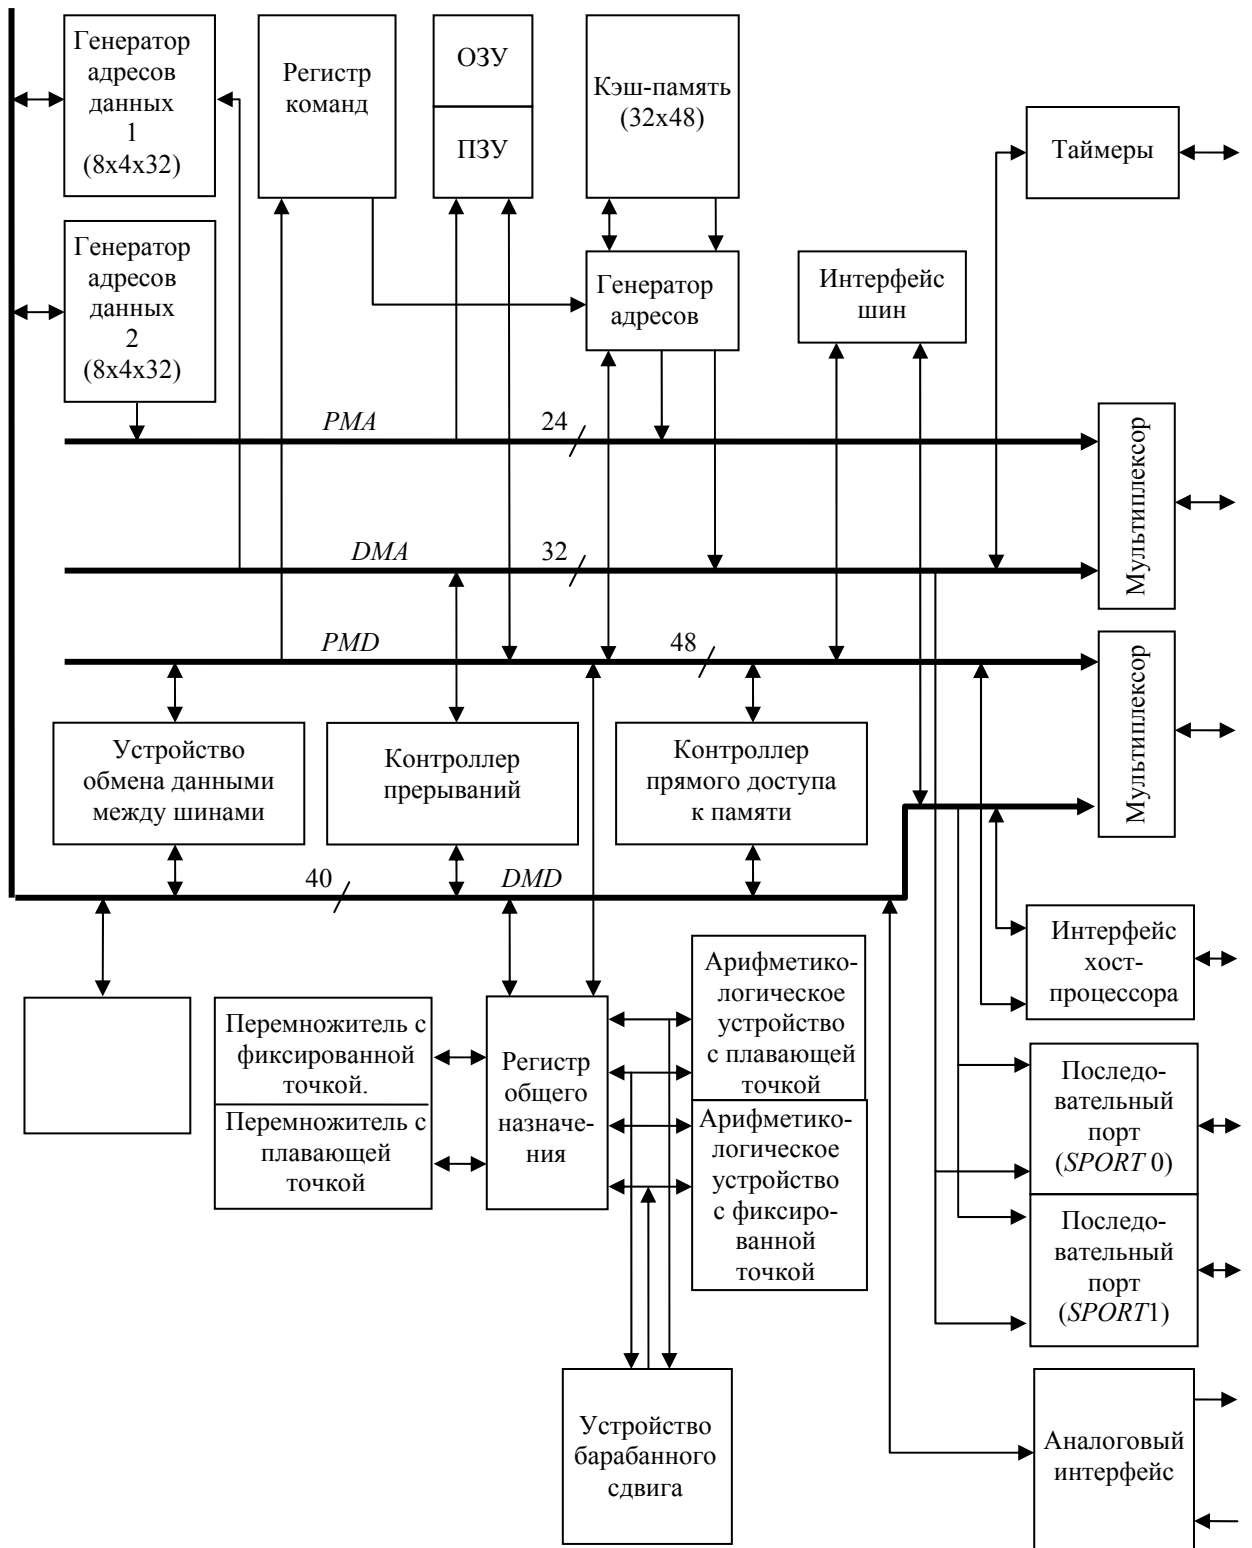 Генератор
адресов
данных
1
(8x4x32)
Регистр
команд
ОЗУ
ПЗУ
Кэш-память
(32x48)
Таймеры
Генератор
адресов
данных
2
(8x4x32)
Генератор
адресов
Интерфейс
шин
PMA
24
Мультиплексор
DMA
32
PMD
48
Мультиплексор
Устройство
обмена данными
между шинами
Контроллер
прерываний
Контроллер
прямого доступа
к памяти
40
DMD
Интерфейс
хост-
процессора
Перемножитель с
фиксированной
точкой.
Перемножитель с
плавающей
точкой
Регистр
общего
назначе-
ния
Арифметико-
логическое
устройство
с плавающей
точкой
Арифметико-
логическое
устройство
с фиксиро-
ванной
точкой
Последо-
вательный
порт
(SPORT 0)
Последо-
вательный
порт
(SPORT1)
Устройство
барабанного
сдвига
Аналоговый
интерфейс